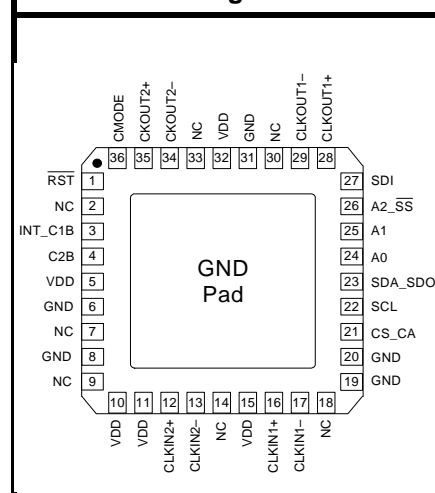 CMODE
CKOUT2+
CKOUT2–
NC
VDD
GND
NC
CLKOUT1–
CLKOUT1+
36 35 34 33 32 31 30 29 28
RST 1
NC 2
INT_C1B 3
C2B 4
VDD 5
GND 6
NC 7
GND 8
NC 9
GND
Pad
27 SDI
26 A2_SS
25 A1
24 A0
23 SDA_SDO
22 SCL
21 CS_CA
20 GND
19 GND
10 11 12 13 14 15 16 17 18
VDD
VDD
CLKIN2+
CLKIN2–
NC
VDD
CLKIN1+
CLKIN1–
NC